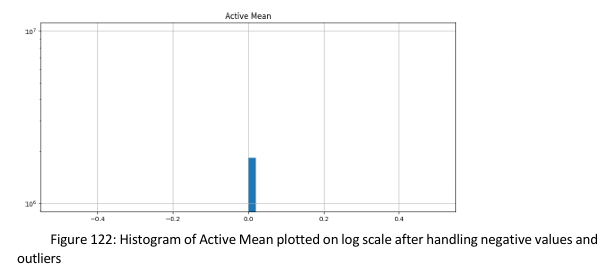 Active Mean
10⁷
10⁶
−0.4 −0.2 0.0 0.2 0.4
Figure 122: Histogram of Active Mean plotted on log scale after handling negative values and
outliers